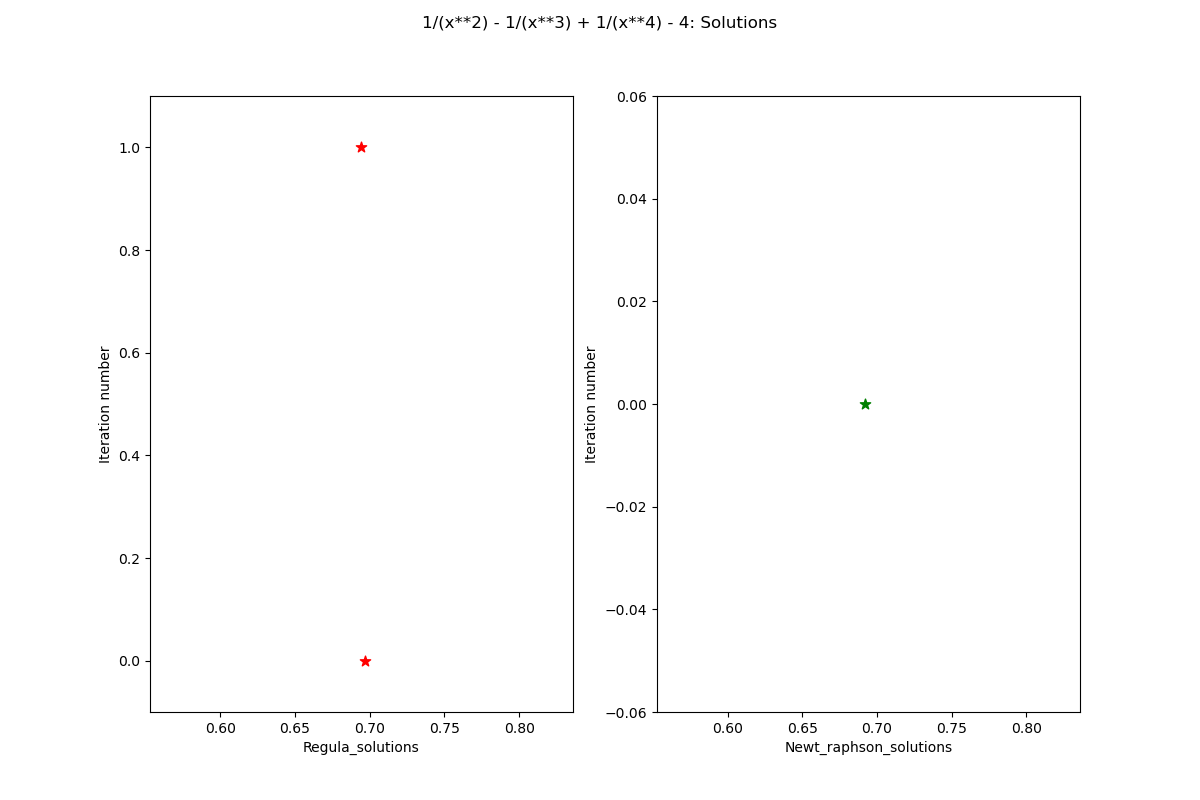 1/(x**2) - 1/(x**3) + 1/(x**4) - 4: Solutions
1.0
0.8
0.6
0.4
0.2
0.0
Iteration number
0.60 0.65 0.70 0.75 0.80
Regula_solutions
0.06
0.04
0.02
0.00
−0.02
−0.04
−0.06
Iteration number
0.60 0.65 0.70 0.75 0.80
Newt_raphson_solutions